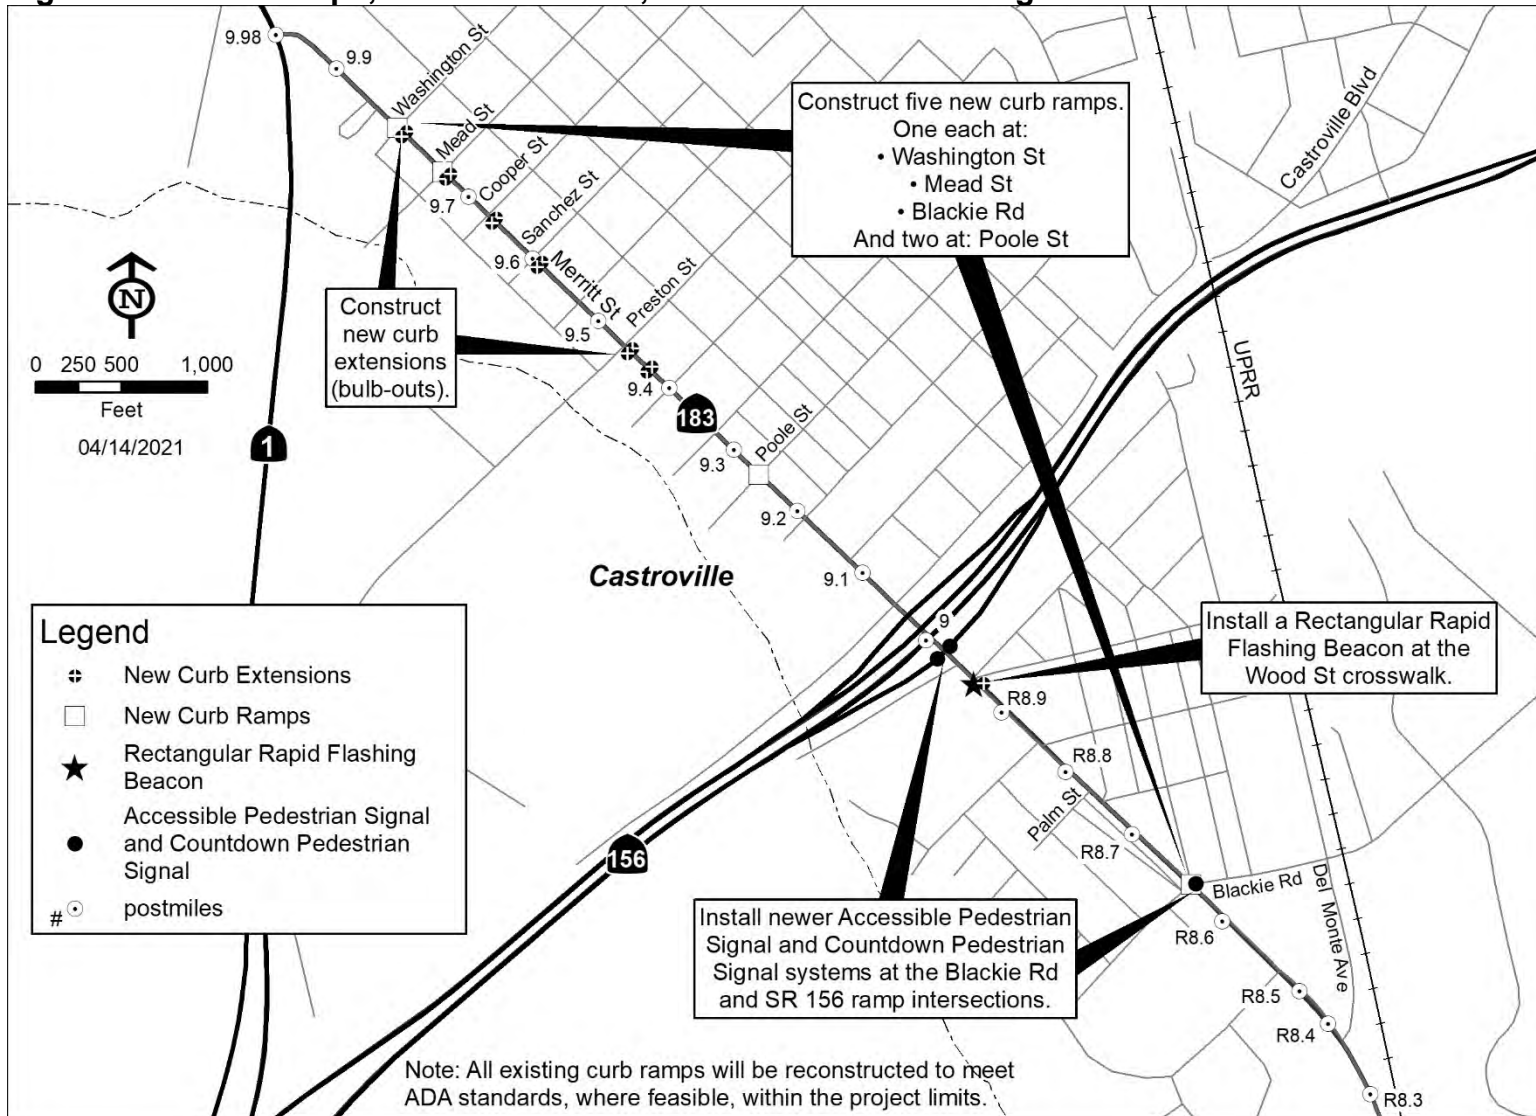 9.98
9.9
Washington St
Mead St
Cooper St
9.7
Sanchez St
9.6
Merritt St
Preston St
9.5
9.4
183
Poole St
9.3
9.2
9.1
9
Castroville
Castroville Blvd
UPRR
Construct five new curb ramps.
One each at:
• Washington St
• Mead St
• Blackie Rd
And two at: Poole St
Construct
new curb
extensions
(bulb-outs).
N
0 250 500 1,000
Feet
04/14/2021
1
Legend
New Curb Extensions
New Curb Ramps
Rectangular Rapid Flashing
Beacon
Accessible Pedestrian Signal
and Countdown Pedestrian
Signal
# postmiles
156
Install a Rectangular Rapid
Flashing Beacon at the
Wood St crosswalk.
R8.9
R8.8
Palm St
R8.7
Blackie Rd
Del Monte Ave
R8.6
R8.5
R8.4
R8.3
Install newer Accessible Pedestrian
Signal and Countdown Pedestrian
Signal systems at the Blackie Rd
and SR 156 ramp intersections.
Note: All existing curb ramps will be reconstructed to meet
ADA standards, where feasible, within the project limits.